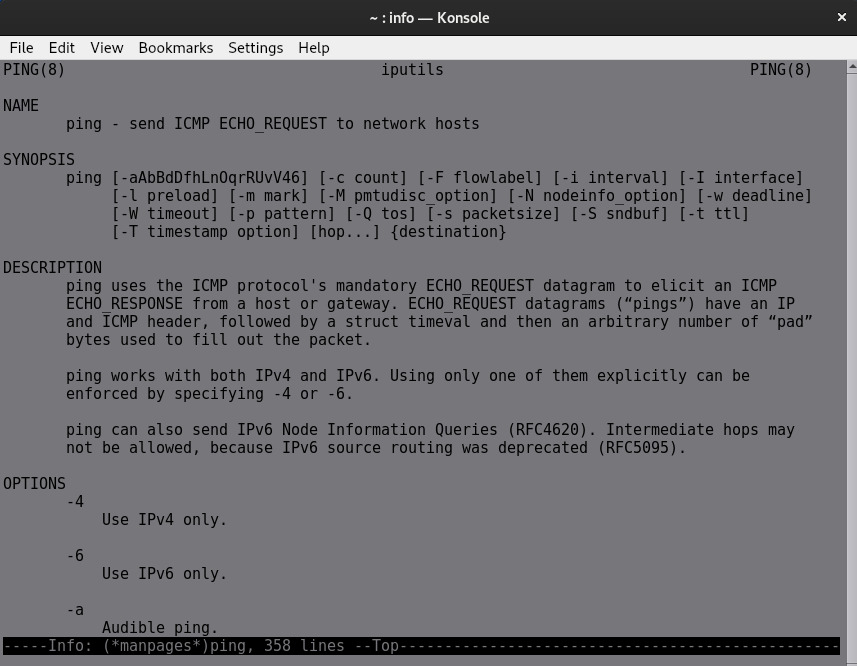 ~ : info — Konsole
File Edit View Bookmarks Settings Help
PING(8) iputils PING(8)
NAME
ping - send ICMP ECHO_REQUEST to network hosts
SYNOPSIS
ping [-aAbBdDfhLnOqrRUvV46] [-c count] [-F flowlabel] [-i interval] [-I interface]
[-l preload] [-m mark] [-M pmtudisc_option] [-N nodeinfo_option] [-w deadline]
[-W timeout] [-p pattern] [-Q tos] [-s packetsize] [-S sndbuf] [-t ttl]
[-T timestamp option] [hop...] {destination}
DESCRIPTION
ping uses the ICMP protocol's mandatory ECHO_REQUEST datagram to elicit an ICMP
ECHO_RESPONSE from a host or gateway. ECHO_REQUEST datagrams (“pings”) have an IP
and ICMP header, followed by a struct timeval and then an arbitrary number of “pad”
bytes used to fill out the packet.
ping works with both IPv4 and IPv6. Using only one of them explicitly can be
enforced by specifying -4 or -6.
ping can also send IPv6 Node Information Queries (RFC4620). Intermediate hops may
not be allowed, because IPv6 source routing was deprecated (RFC5095).
OPTIONS
-4
Use IPv4 only.
-6
Use IPv6 only.
-a
Audible ping.
-----Info: (*manpages*)ping, 358 lines --Top-------------------------------------------------